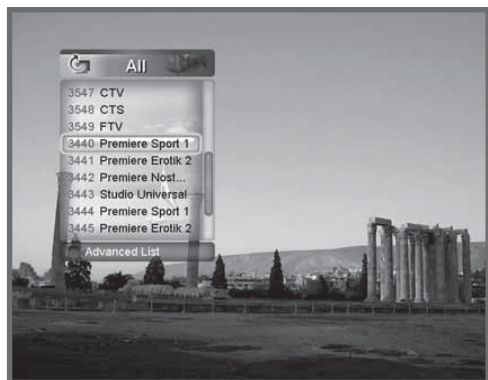 All
3547 CTV
3548 CTS
3549 FTV
3440 Premiere Sport 1
3441 Premiere Erotik 2
3442 Premiere Nost...
3443 Studio Universal
3444 Premiere Sport 1
3445 Premiere Erotik 2
Advanced List